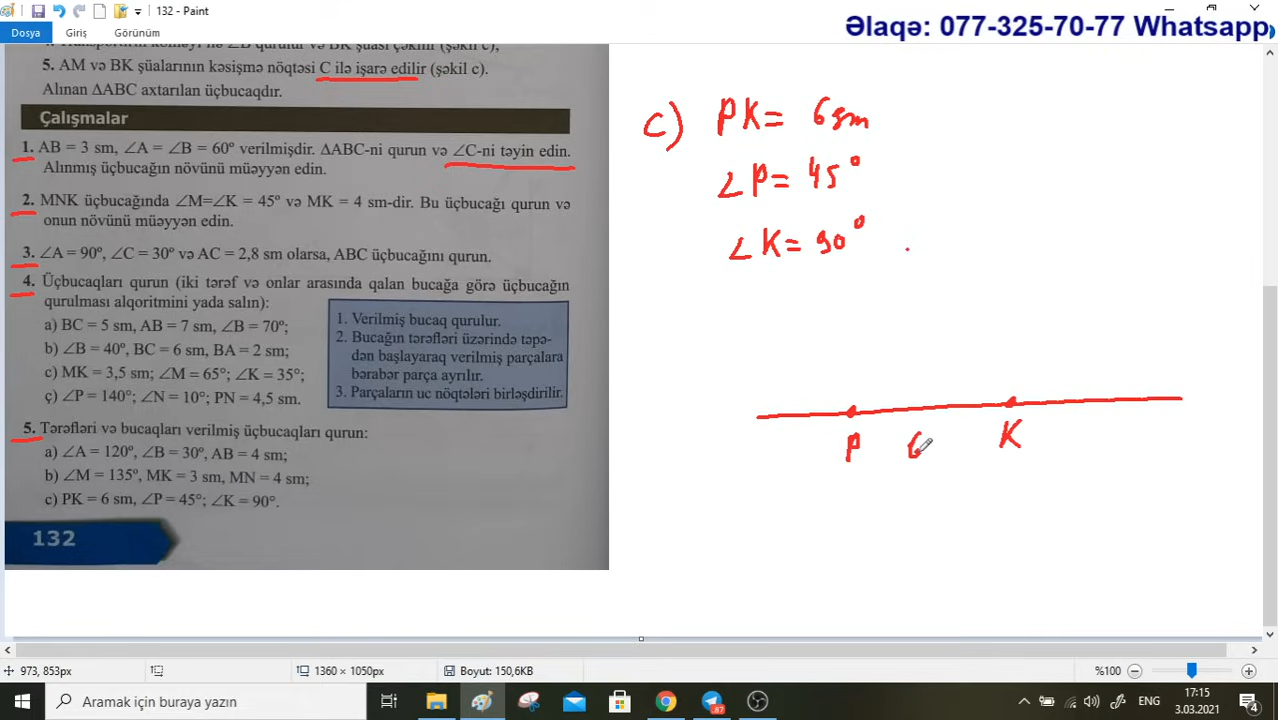 132 - Paint
Əlaqə: 077-325-70-77 Whatsapp
Dosya Giriş Görünüm
5. AM və BK şüalarının kəsişmə nöqtəsi C ilə işarə edilir (şəkil c).
Alınan ΔABC axtarılan üçbucaqdır.
Çalışmalar
1. AB = 3 sm, ∠A = ∠B = 60° verilmişdir. ΔABC-ni qurun və ∠C-ni təyin edin.
Alınmış üçbucağın növünü müəyyən edin.
2. MNK üçbucağında ∠M=∠K = 45° və MK = 4 sm-dir. Bu üçbucağı qurun və
onun növünü müəyyən edin.
3. ∠A = 90°, ∠C = 30° və AC = 2,8 sm olarsa, ABC üçbucağını qurun.
4. Üçbucaqları qurun (iki tərəf və onlar arasında qalan bucağa görə üçbucağın
qurulması alqoritmini yada salın):
a) BC = 5 sm, AB = 7 sm, ∠B = 70°;
b) ∠B = 40°, BC = 6 sm, BA = 2 sm;
c) MK = 3,5 sm; ∠M = 65°; ∠K = 35°;
ç) ∠P = 140°; ∠N = 10°; PN = 4,5 sm.
1. Verilmiş bucaq qurulur.
2. Bucağın tərəfləri üzərində təpə-
dən başlayaraq verilmiş parçalara
bərabər parça ayrılır.
3. Parçaların uc nöqtələri birləşdirilir.
5. Tərəfləri və bucaqları verilmiş üçbucaqları qurun:
a) ∠A = 120°, ∠B = 30°, AB = 4 sm;
b) ∠M = 135°, MK = 3 sm, MN = 4 sm;
c) PK = 6 sm, ∠P = 45°; ∠K = 90°.
132
c) PK= 6sm
∠P= 45°
∠K= 90°
P 6 K
973, 853px 1360 × 1050px Boyut: 150,6KB %100
Aramak için buraya yazın
87
ENG
17:15
3.03.2021
4